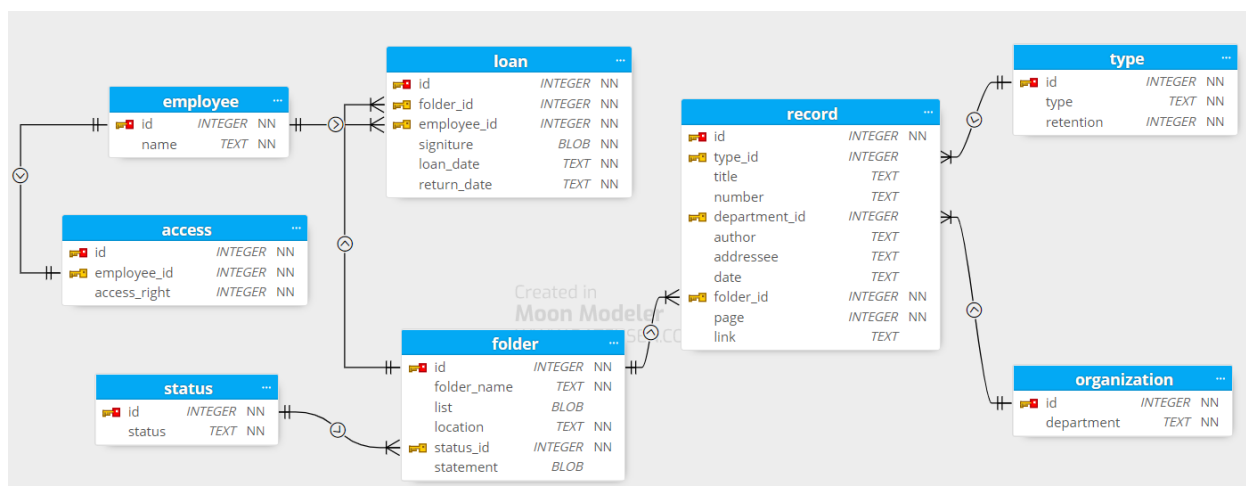 employee ...
id INTEGER NN
name TEXT NN
loan ...
id INTEGER NN
folder_id INTEGER NN
employee_id INTEGER NN
signiture BLOB NN
loan_date TEXT NN
return_date TEXT NN
record ...
id INTEGER NN
type_id INTEGER
title TEXT
number TEXT
department_id INTEGER
author TEXT
addressee TEXT
date TEXT
folder_id INTEGER NN
page INTEGER NN
link TEXT
type ...
id INTEGER NN
type TEXT NN
retention INTEGER NN
access ...
id INTEGER NN
employee_id INTEGER NN
access_right INTEGER NN
Created in
Moon Modeler
folder ...
id INTEGER NN
folder_name TEXT NN
list BLOB
location TEXT NN
status_id INTEGER NN
statement BLOB
status ...
id INTEGER NN
status TEXT NN
organization ...
id INTEGER NN
department TEXT NN